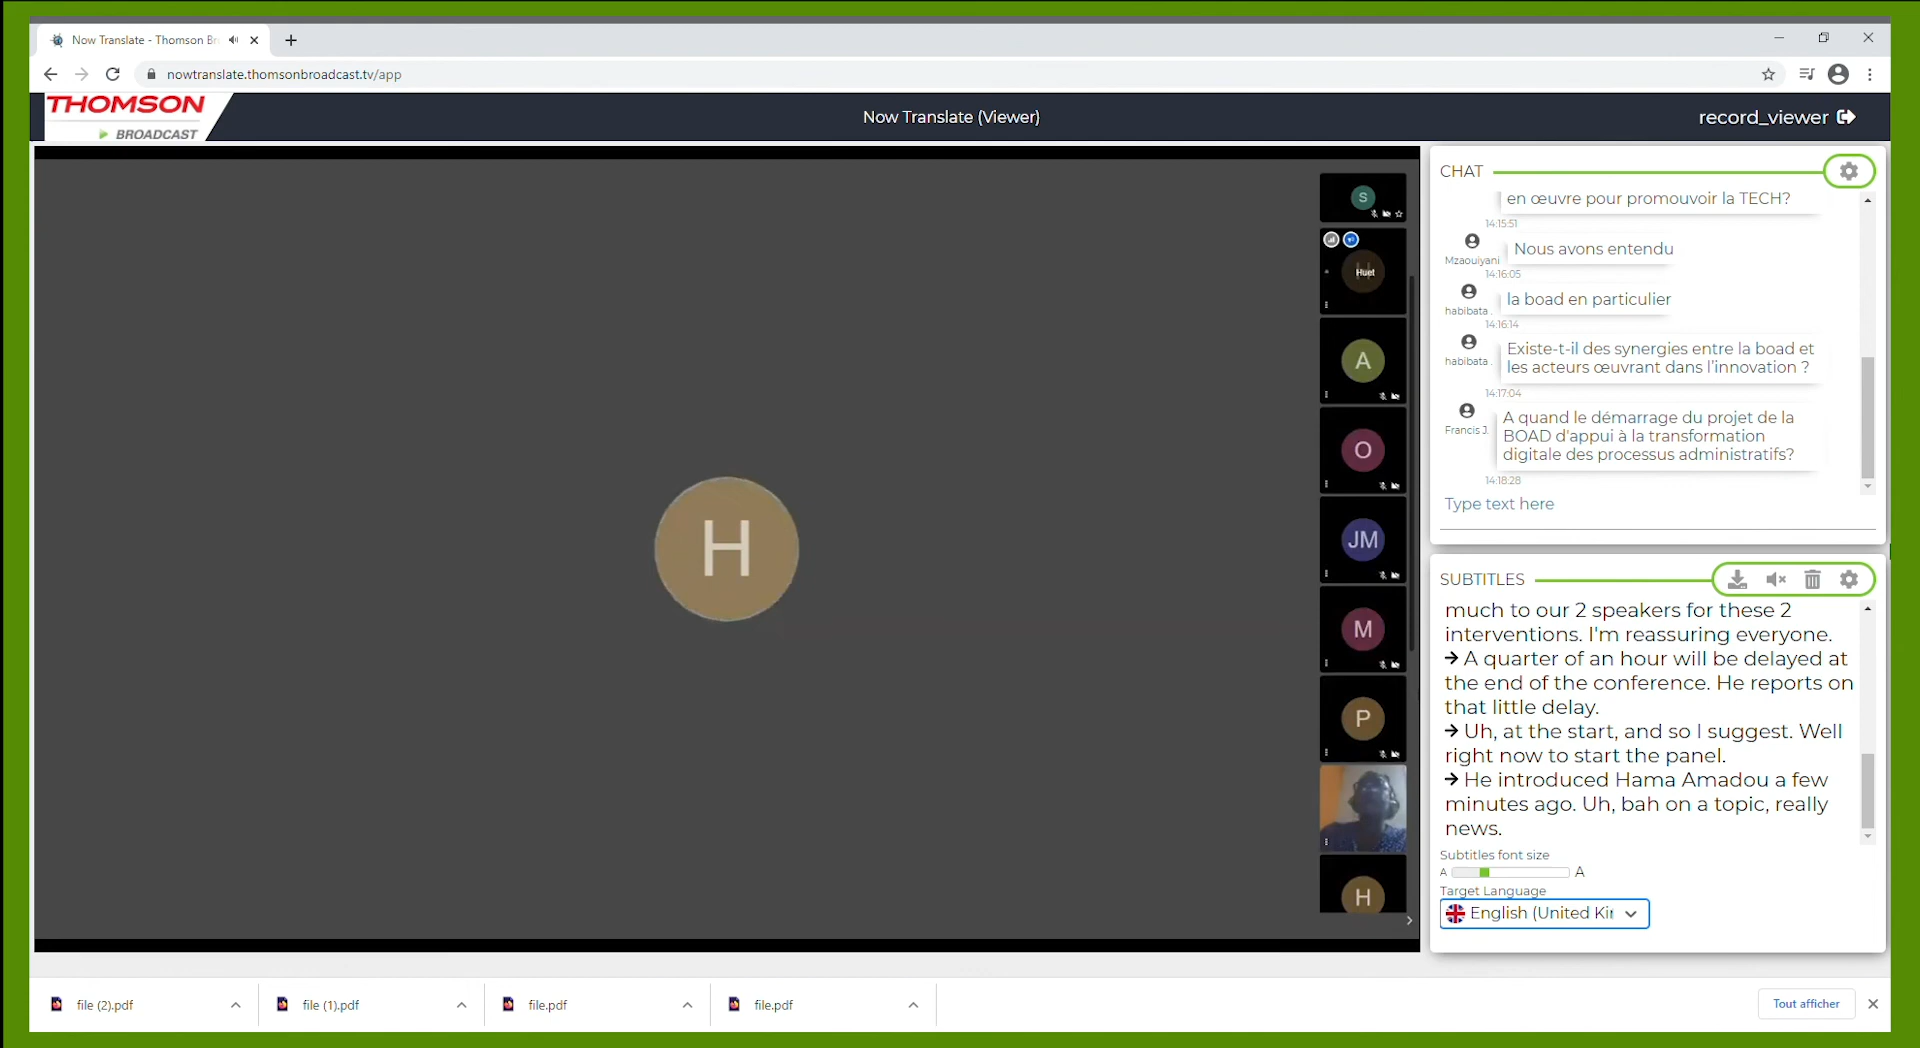 Now Translate - Thomson Br
nowtranslate.thomsonbroadcast.tv/app
THOMSON
BROADCAST
Now Translate (Viewer)
record_viewer
S
Huet
A
O
JM
M
P
H
H
CHAT
en œuvre pour promouvoir la TECH?
14:15:51
Mzaouiyani
Nous avons entendu
14:16:05
habibata .
la boad en particulier
14:16:14
habibata .
Existe-t-il des synergies entre la boad et
les acteurs œuvrant dans l'innovation ?
14:17:04
Francis J.
A quand le démarrage du projet de la
BOAD d'appui à la transformation
digitale des processus administratifs?
14:18:28
Type text here
SUBTITLES
much to our 2 speakers for these 2
interventions. I'm reassuring everyone.
→ A quarter of an hour will be delayed at
the end of the conference. He reports on
that little delay.
→ Uh, at the start, and so I suggest. Well
right now to start the panel.
→ He introduced Hama Amadou a few
minutes ago. Uh, bah on a topic, really
news.
Subtitles font size
A A
Target Language
English (United Kir
file (2).pdf
file (1).pdf
file.pdf
file.pdf
Tout afficher